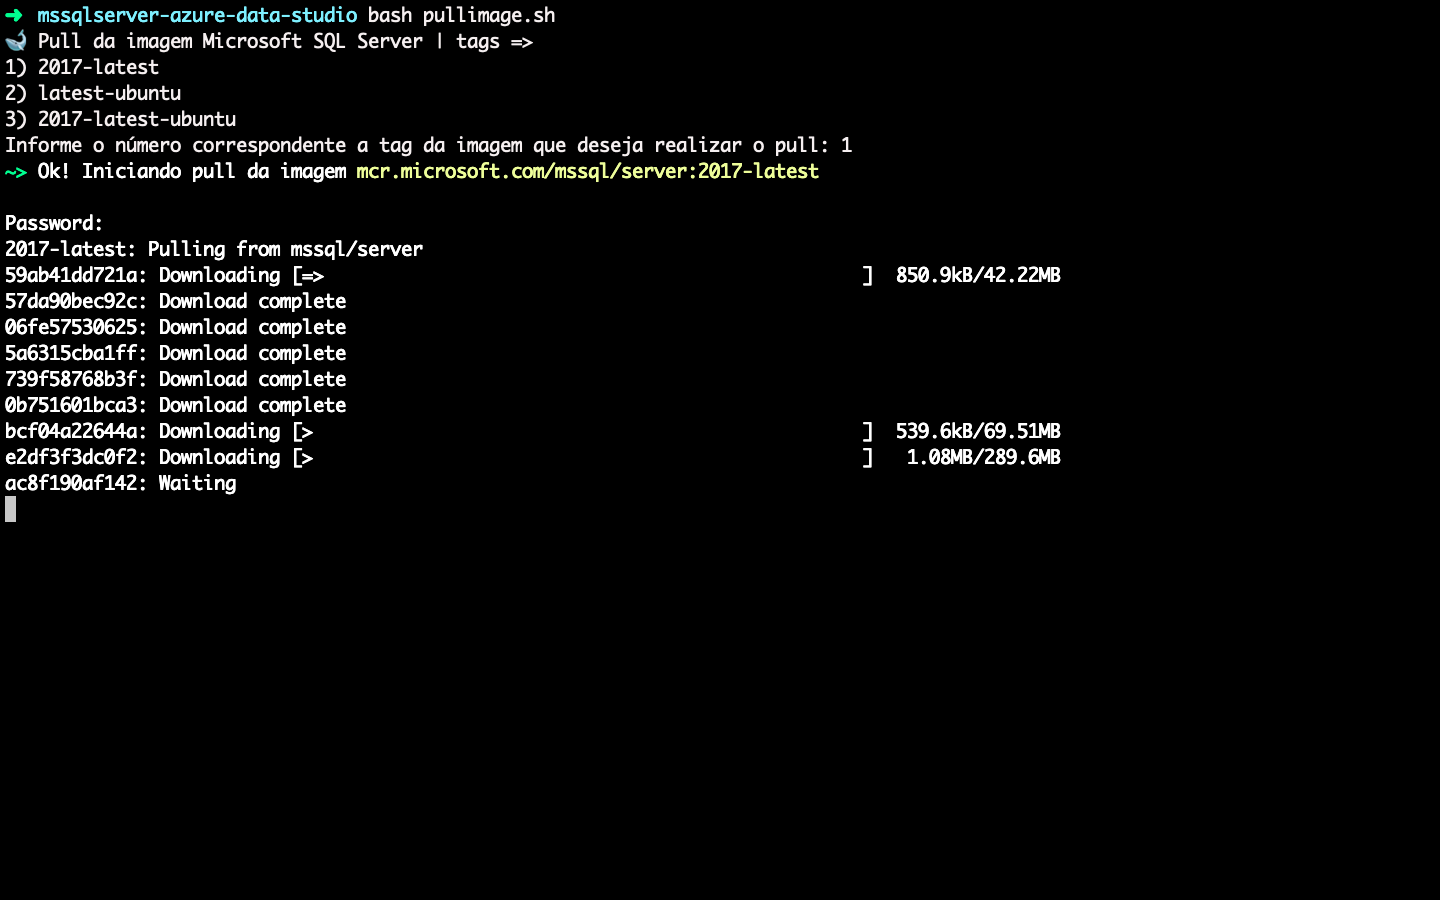 ➜ mssqlserver-azure-data-studio bash pullimage.sh
🐋 Pull da imagem Microsoft SQL Server | tags =>
1) 2017-latest
2) latest-ubuntu
3) 2017-latest-ubuntu
Informe o número correspondente a tag da imagem que deseja realizar o pull: 1
~> Ok! Iniciando pull da imagem mcr.microsoft.com/mssql/server:2017-latest
Password:
2017-latest: Pulling from mssql/server
59ab41dd721a: Downloading [=> ] 850.9kB/42.22MB
57da90bec92c: Download complete
06fe57530625: Download complete
5a6315cba1ff: Download complete
739f58768b3f: Download complete
0b751601bca3: Download complete
bcf04a22644a: Downloading [> ] 539.6kB/69.51MB
e2df3f3dc0f2: Downloading [> ] 1.08MB/289.6MB
ac8f190af142: Waiting